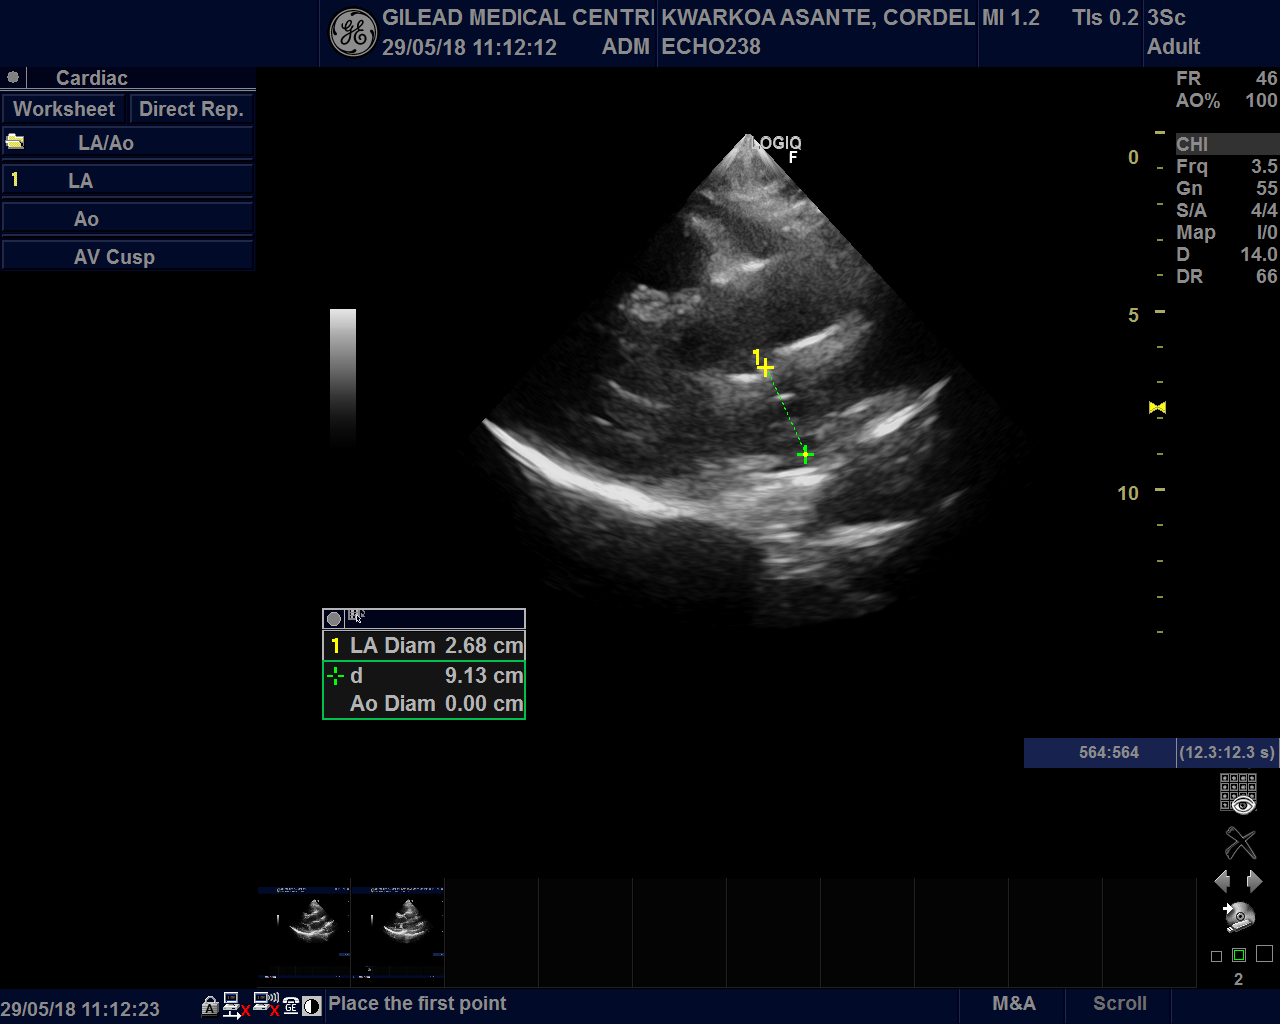 GILEAD MEDICAL CENTR
KWARKOA ASANTE, CORDEL
MI 1.2
TIs 0.2
3Sc
29/05/18 11:12:12
ADM
ECHO238
Adult
Cardiac
Worksheet
Direct Rep.
LA/Ao
1 LA
Ao
AV Cusp
FR 46
AO% 100
CHI
Frq 3.5
Gn 55
S/A 4/4
Map I/0
D 14.0
DR 66
LOGIQ
F
0
5
10
1
1 LA Diam 2.68 cm
d 9.13 cm
Ao Diam 0.00 cm
564:564
(12.3:12.3 s)
2
29/05/18 11:12:23
Place the first point
M&A
Scroll